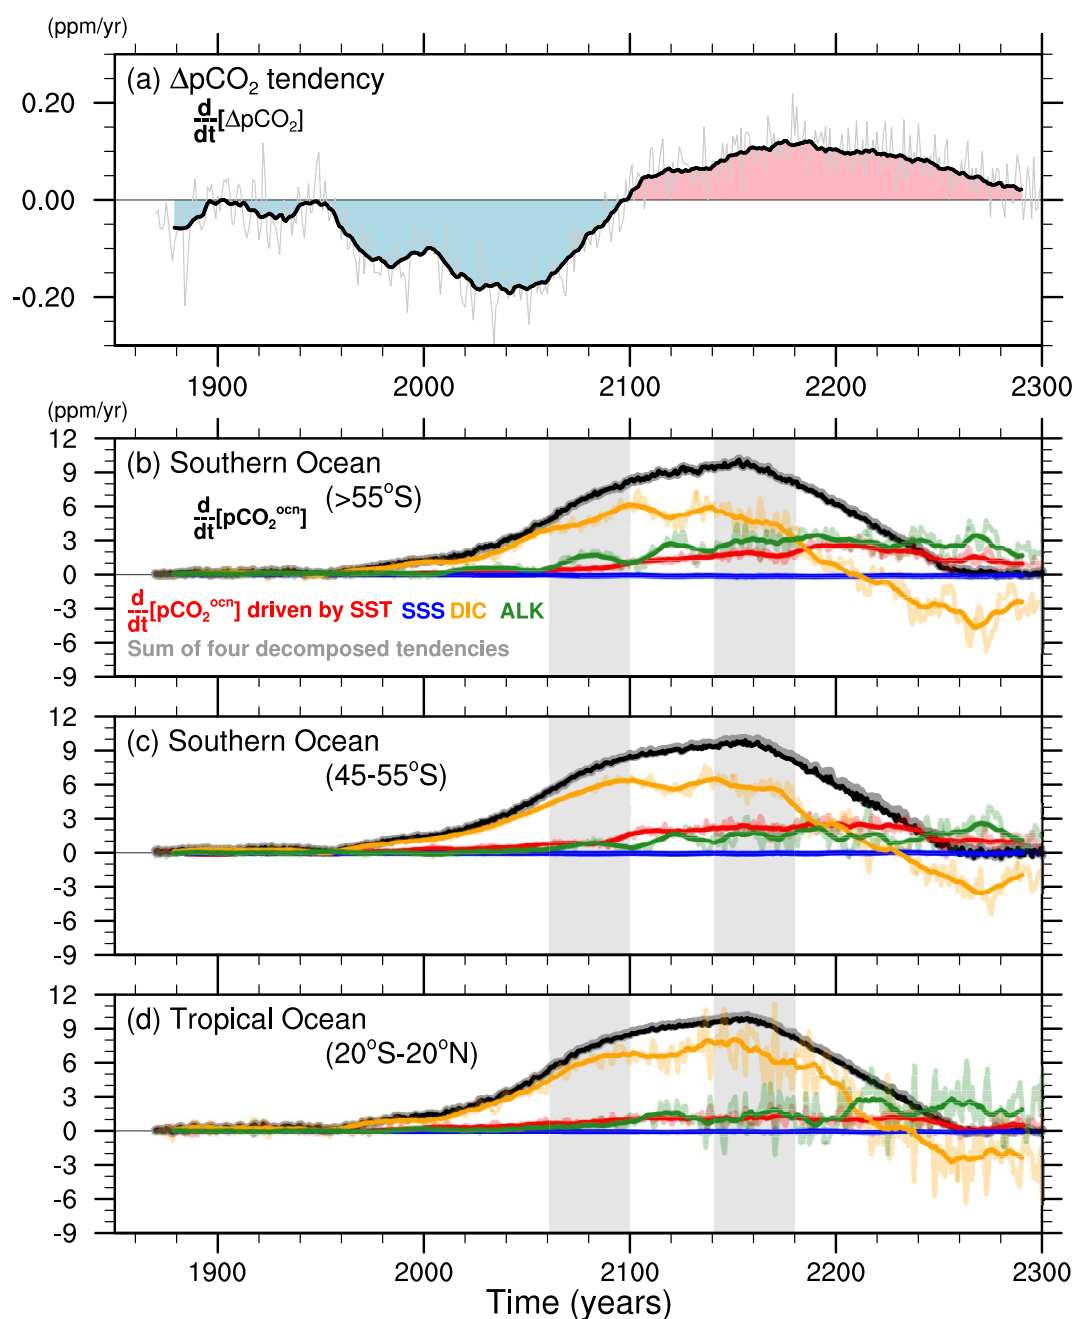 (ppm/yr)
(a) ΔpCO₂ tendency
d/dt[ΔpCO₂]
0.20
0.00
-0.20
1900 2000 2100 2200 2300
(ppm/yr)
12
9
6
3
0
-3
-6
-9
(b) Southern Ocean
(>55°S)
d/dt[pCO₂ᵒᶜⁿ]
d/dt[pCO₂ᵒᶜⁿ] driven by SST SSS DIC ALK
Sum of four decomposed tendencies
12
9
6
3
0
-3
-6
-9
(c) Southern Ocean
(45-55°S)
12
9
6
3
0
-3
-6
-9
(d) Tropical Ocean
(20°S-20°N)
1900 2000 2100 2200 2300
Time (years)